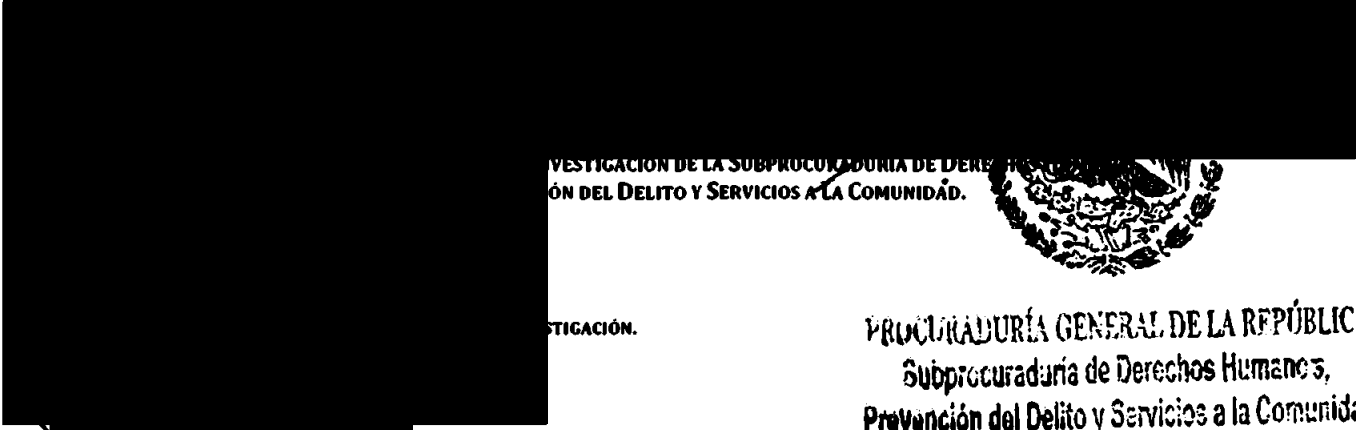 VESTIGACIÓN DE LA SUBPROCURADURÍA DE DERE
ÓN DEL DELITO Y SERVICIOS A LA COMUNIDAD.
STIGACIÓN.
PROCURADURÍA GENERAL DE LA REPÚBLIC
Subprocuraduría de Derechos Humanos,
Prevención del Delito y Servicios a la Comunida